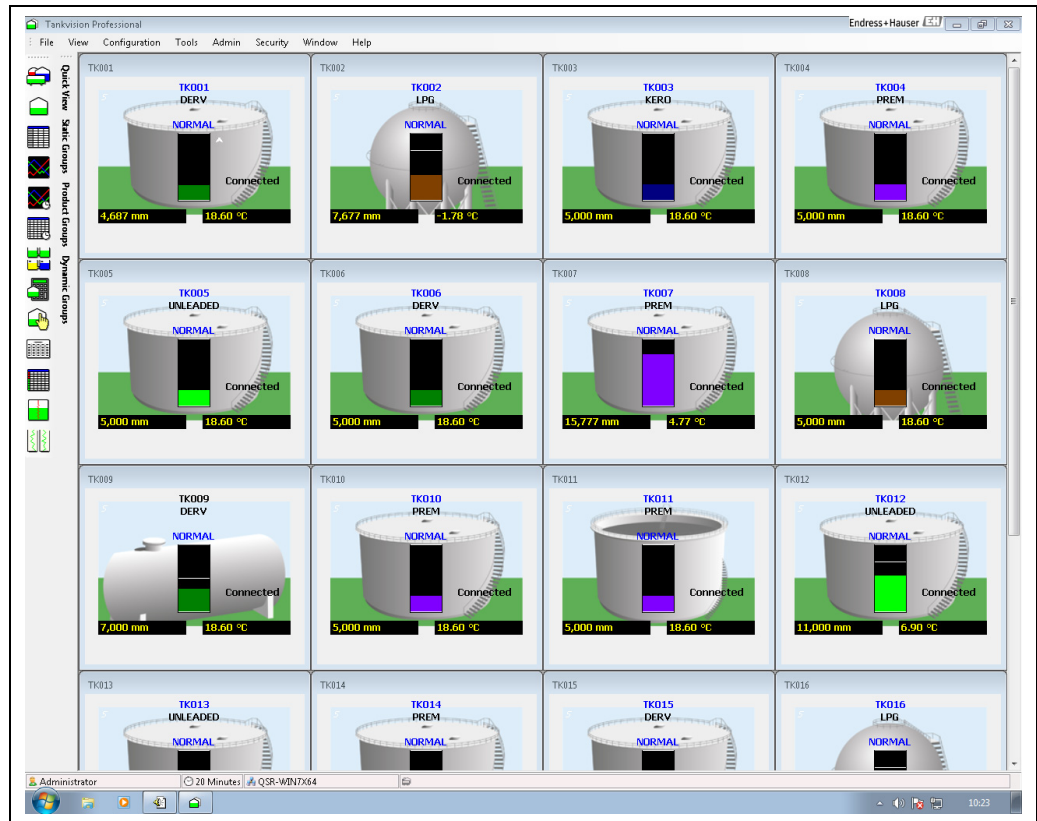 Tankvision Professional
Endress+Hauser EH
File View Configuration Tools Admin Security Window Help
Quick View
Static Groups
Product Groups
Dynamic Groups
TK001
TK001
DERV
NORMAL
Connected
4,687 mm 18.60 °C
TK002
TK002
LPG
NORMAL
Connected
7,677 mm -1.78 °C
TK003
TK003
KERO
NORMAL
Connected
5,000 mm 18.60 °C
TK004
TK004
PREM
NORMAL
Connected
5,000 mm 18.60 °C
TK005
TK005
UNLEADED
NORMAL
Connected
5,000 mm 18.60 °C
TK006
TK006
DERV
NORMAL
Connected
5,000 mm 18.60 °C
TK007
TK007
PREM
NORMAL
Connected
15,777 mm 4.77 °C
TK008
TK008
LPG
NORMAL
Connected
5,000 mm 18.60 °C
TK009
TK009
DERV
NORMAL
Connected
7,000 mm 18.60 °C
TK010
TK010
PREM
NORMAL
Connected
5,000 mm 18.60 °C
TK011
TK011
PREM
NORMAL
Connected
5,000 mm 18.60 °C
TK012
TK012
UNLEADED
NORMAL
Connected
11,000 mm 6.90 °C
TK013
TK013
UNLEADED
NORMAL
TK014
TK014
PREM
NORMAL
TK015
TK015
DERV
NORMAL
TK016
TK016
LPG
NORMAL
Administrator 20 Minutes QSR-WIN7X64
10:23